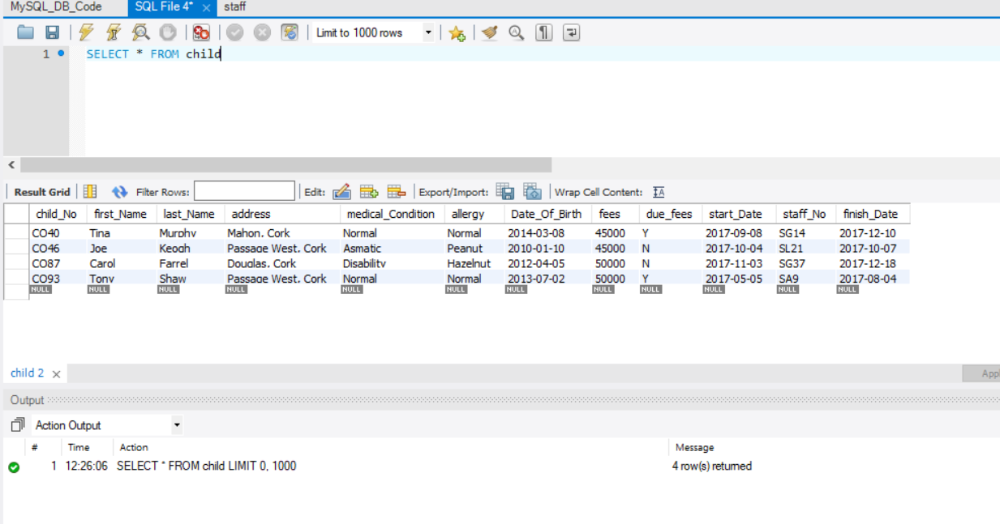 MySQL_DB_Code SQL File 4* staff
Limit to 1000 rows
1 SELECT * FROM child
Result Grid Filter Rows: Edit: Export/Import: Wrap Cell Content:
child_No first_Name last_Name address medical_Condition allergy Date_Of_Birth fees due_fees start_Date staff_No finish_Date
CO40 Tina Murphy Mahon, Cork Normal Normal 2014-03-08 45000 Y 2017-09-08 SG14 2017-12-10
CO46 Joe Keogh Passage West, Cork Asmatic Peanut 2010-01-10 45000 N 2017-10-04 SL21 2017-10-07
CO87 Carol Farrel Douglas, Cork Disability Hazelnut 2012-04-05 50000 N 2017-11-03 SG37 2017-12-18
CO93 Tony Shaw Passage West, Cork Normal Normal 2013-07-02 50000 Y 2017-05-05 SA9 2017-08-04
NULL NULL NULL NULL NULL NULL NULL NULL NULL NULL NULL NULL
child 2 Appl
Output
Action Output
# Time Action Message
1 12:26:06 SELECT * FROM child LIMIT 0, 1000 4 row(s) returned